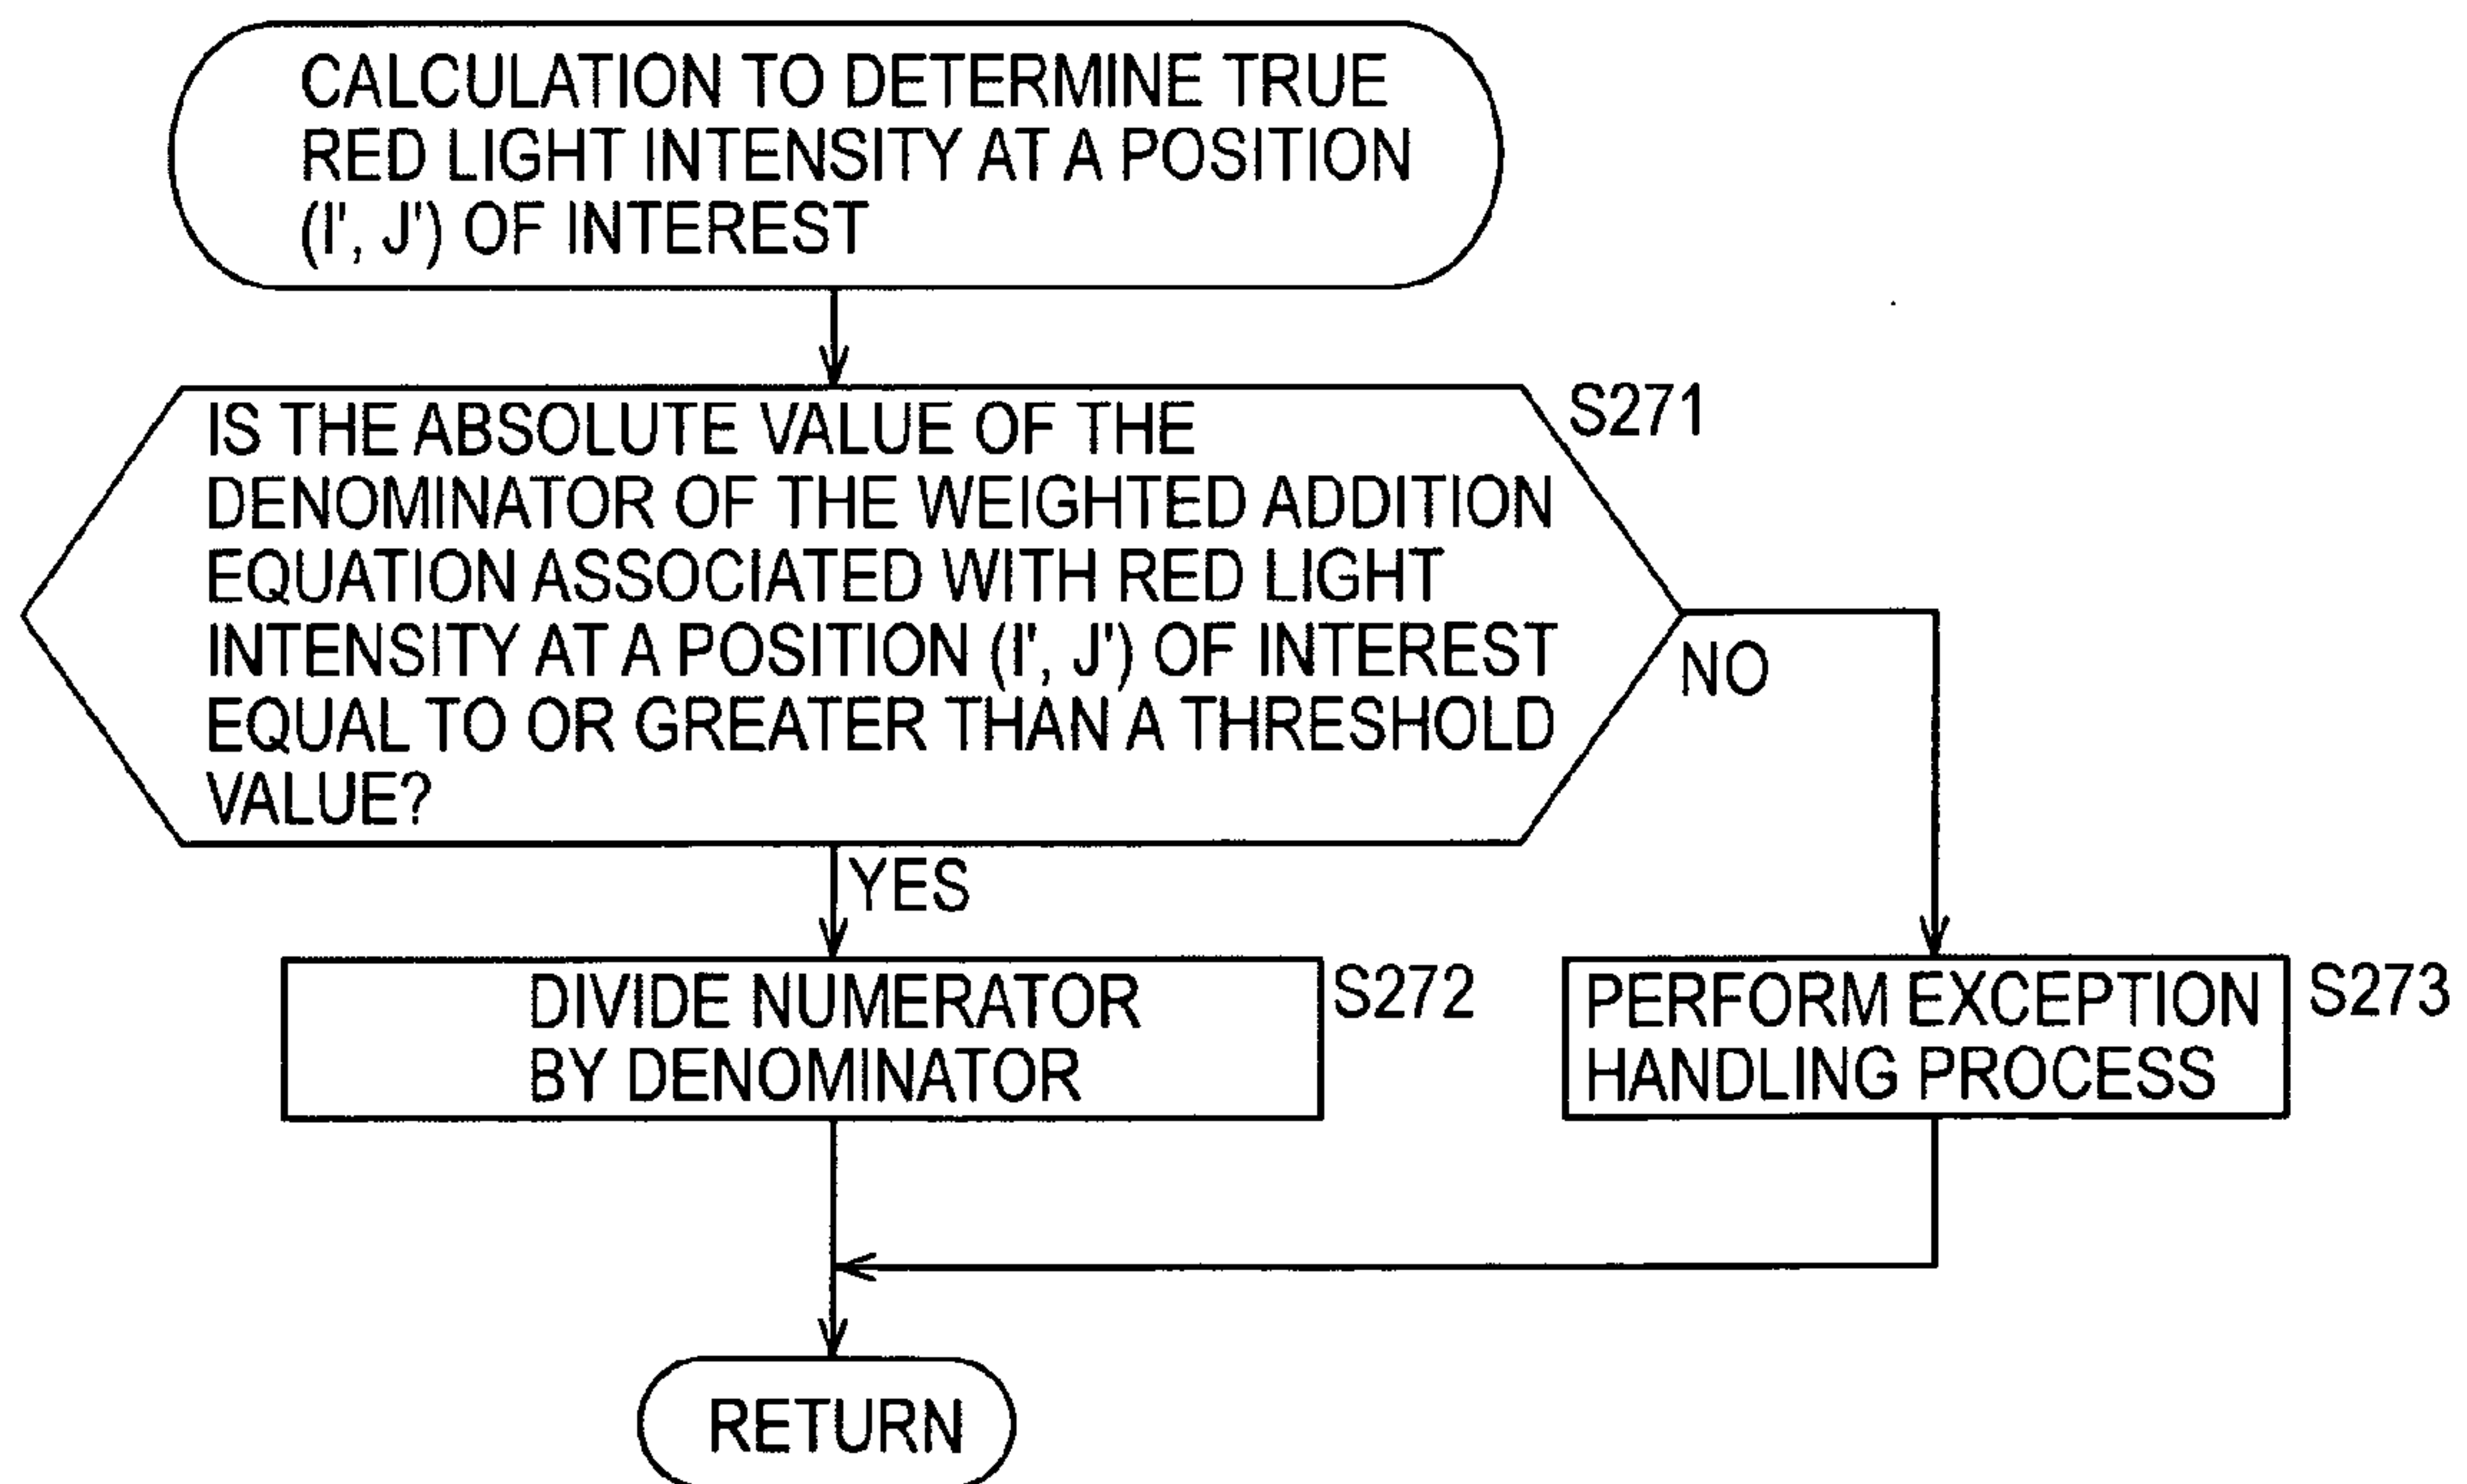 CALCULATION TO DETERMINE TRUE
RED LIGHT INTENSITY AT A POSITION
(I', J') OF INTEREST
IS THE ABSOLUTE VALUE OF THE
DENOMINATOR OF THE WEIGHTED ADDITION
EQUATION ASSOCIATED WITH RED LIGHT
INTENSITY AT A POSITION (I', J') OF INTEREST
EQUAL TO OR GREATER THAN A THRESHOLD
VALUE?
S271
NO
YES
DIVIDE NUMERATOR
BY DENOMINATOR
S272
PERFORM EXCEPTION
HANDLING PROCESS
S273
RETURN